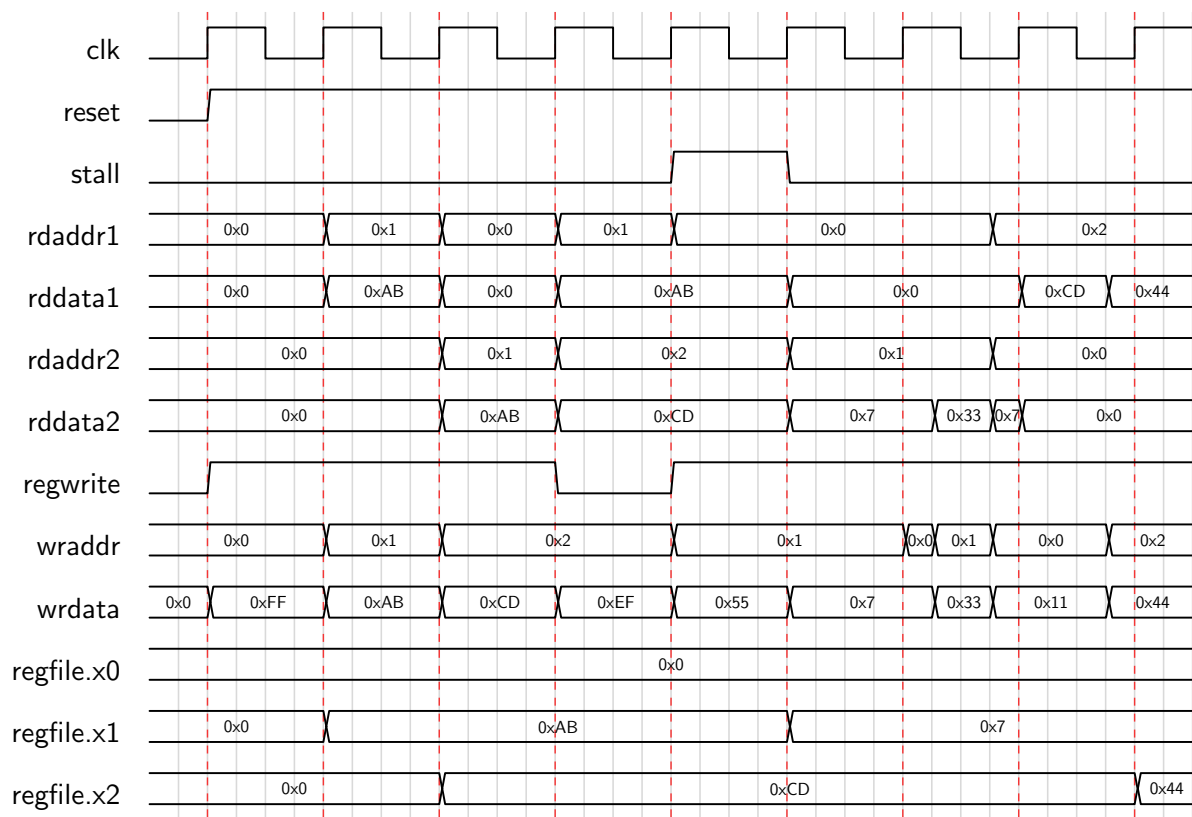 clk
reset
stall
rdaddr1 0x0 0x1 0x0 0x1 0x0 0x2
rddata1 0x0 0xAB 0x0 0xAB 0x0 0xCD 0x44
rdaddr2 0x0 0x1 0x2 0x1 0x0
rddata2 0x0 0xAB 0xCD 0x7 0x33 0x7 0x0
regwrite
wraddr 0x0 0x1 0x2 0x1 0x0 0x1 0x0 0x2
wrdata 0x0 0xFF 0xAB 0xCD 0xEF 0x55 0x7 0x33 0x11 0x44
regfile.x0 0x0
regfile.x1 0x0 0xAB 0x7
regfile.x2 0x0 0xCD 0x44